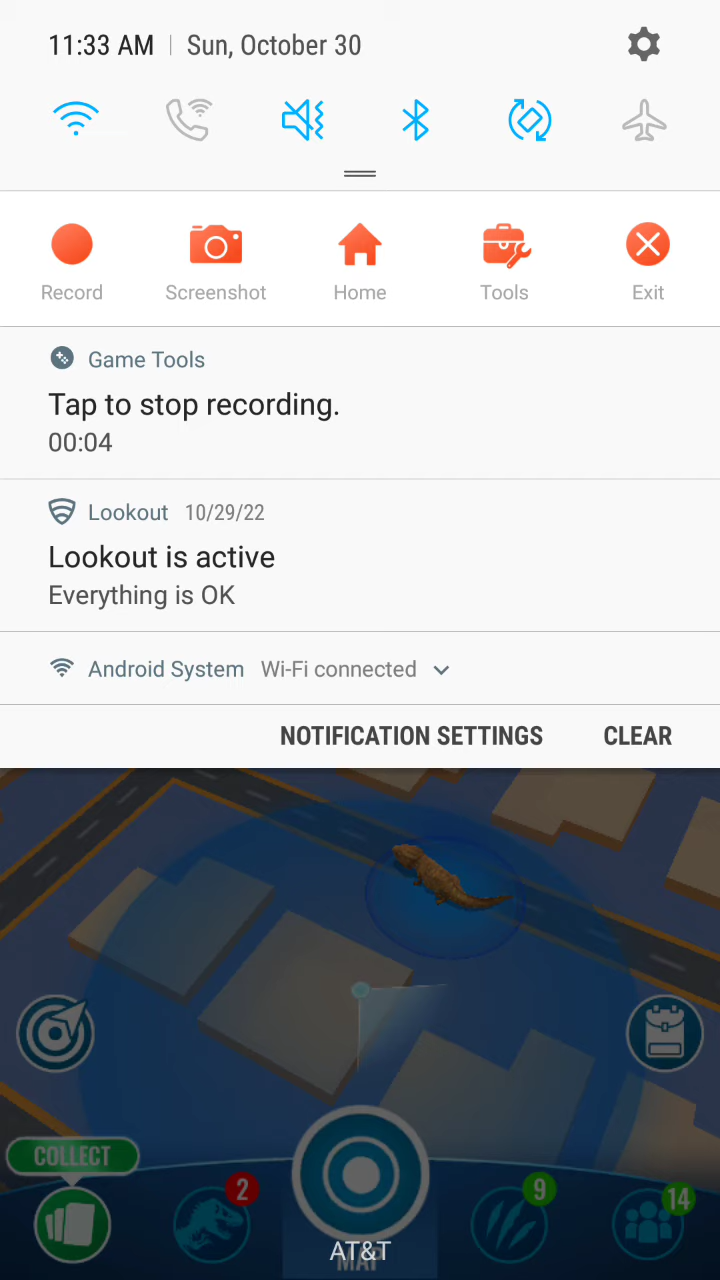 11:33 AM | Sun, October 30
Record Screenshot Home Tools Exit
Game Tools
Tap to stop recording.
00:04
Lookout 10/29/22
Lookout is active
Everything is OK
Android System Wi-Fi connected
NOTIFICATION SETTINGS CLEAR
COLLECT
2 9 14
AT&T
MAP